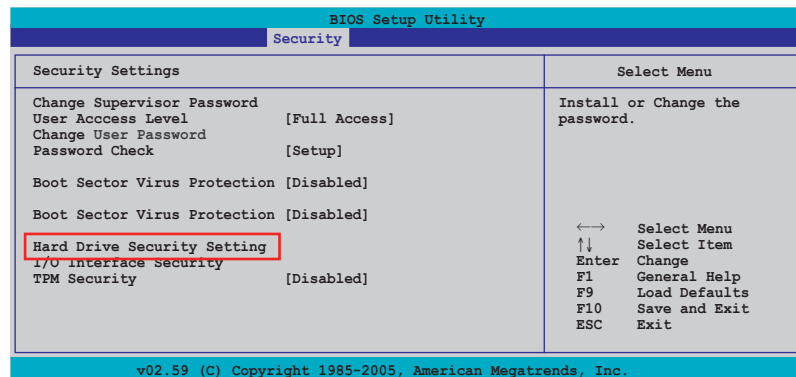 BIOS Setup Utility
Security
Security Settings
Change Supervisor Password
User Acccess Level [Full Access]
Change User Password
Password Check [Setup]
Boot Sector Virus Protection [Disabled]
Boot Sector Virus Protection [Disabled]
Hard Drive Security Setting
I/O Interface Security
TPM Security [Disabled]
Select Menu
Install or Change the
password.
←→ Select Menu
↑↓ Select Item
Enter Change
F1 General Help
F9 Load Defaults
F10 Save and Exit
ESC Exit
v02.59 (C) Copyright 1985-2005, American Megatrends, Inc.